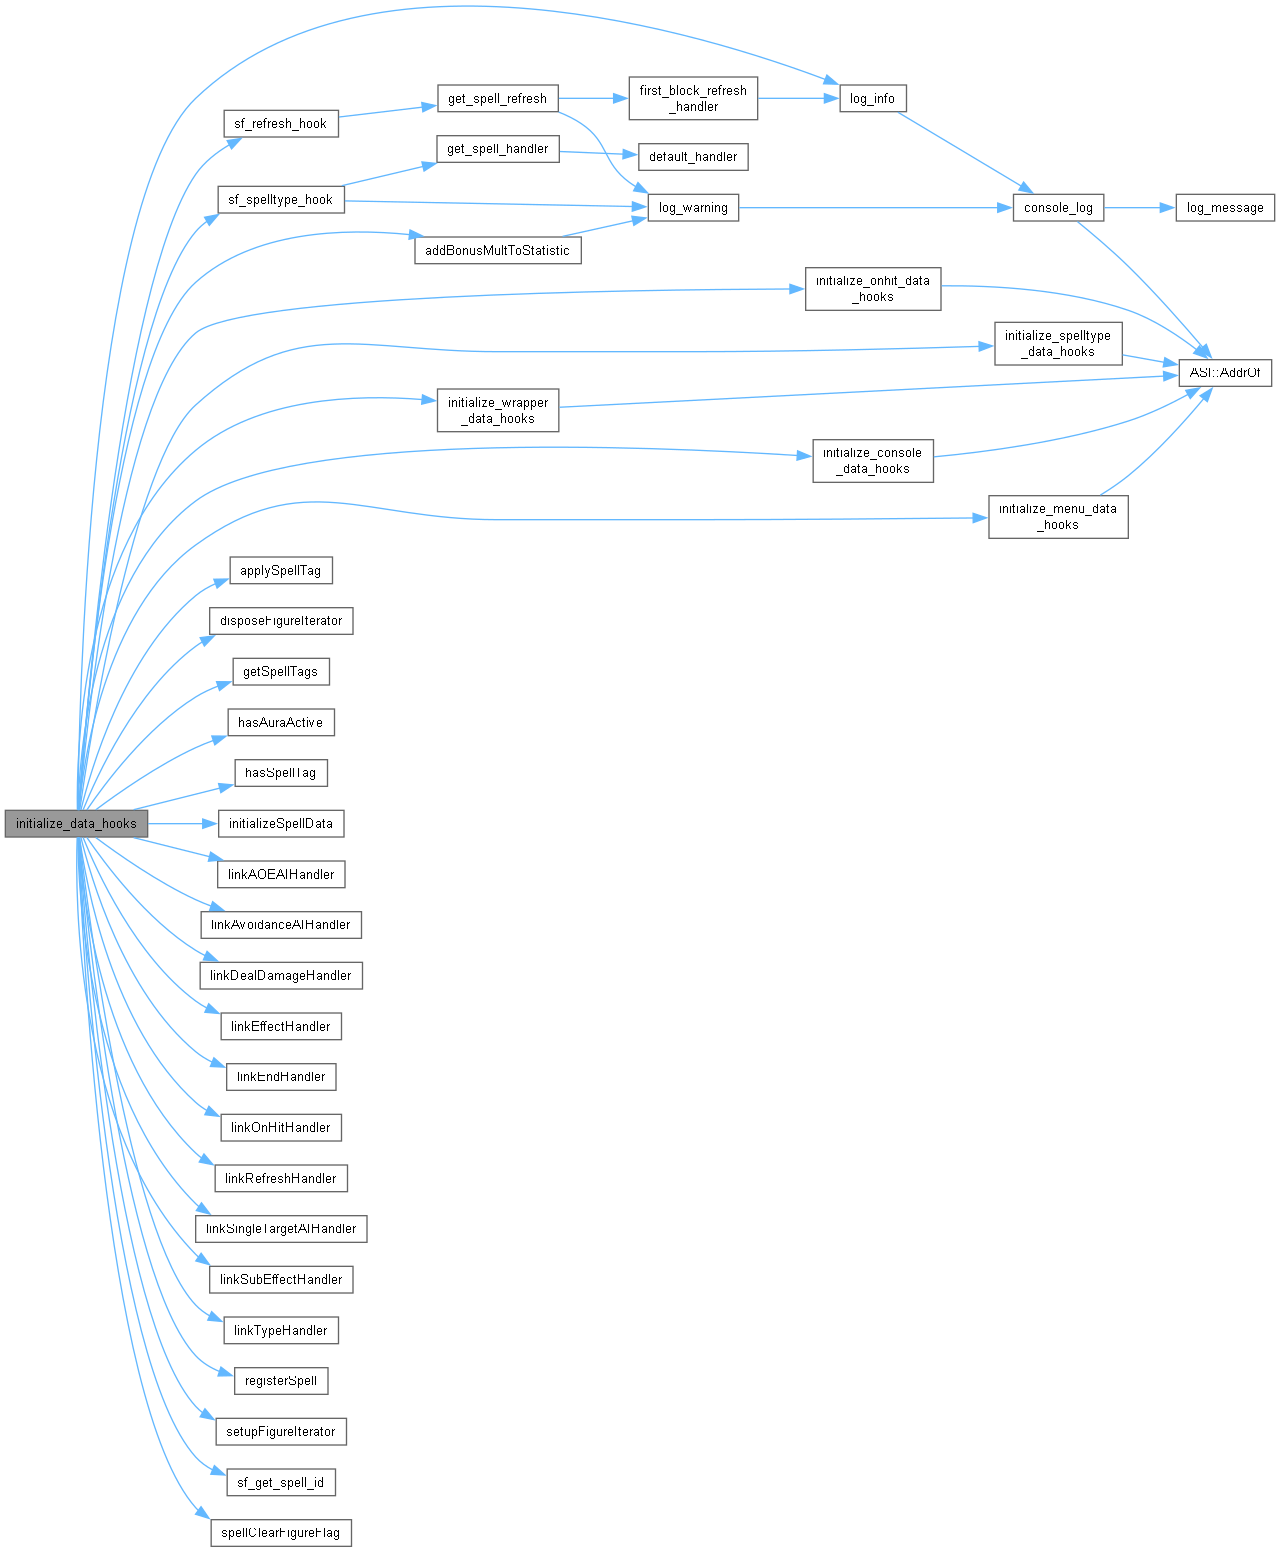 first_block_refresh
_handler
log_info
get_spell_refresh
sf_refresh_hook
get_spell_handler
default_handler
sf_spelltype_hook
log_warning
console_log
log_message
addBonusMultToStatistic
initialize_onhit_data
_hooks
initialize_spelltype
_data_hooks
ASI::AddrOf
initialize_wrapper
_data_hooks
initialize_console
_data_hooks
initialize_menu_data
_hooks
applySpellTag
disposeFigureIterator
getSpellTags
hasAuraActive
hasSpellTag
initialize_data_hooks
initializeSpellData
linkAOEAIHandler
linkAvoidanceAIHandler
linkDealDamageHandler
linkEffectHandler
linkEndHandler
linkOnHitHandler
linkRefreshHandler
linkSingleTargetAIHandler
linkSubEffectHandler
linkTypeHandler
registerSpell
setupFigureIterator
sf_get_spell_id
spellClearFigureFlag